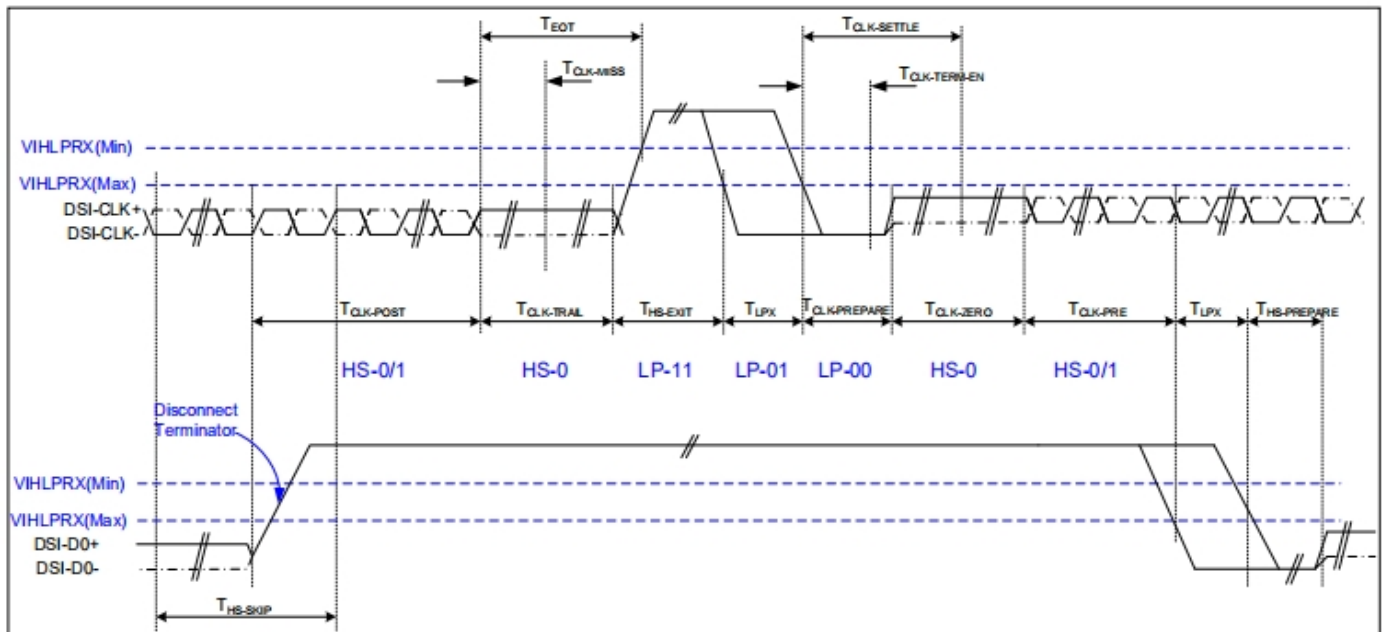 TEOT
TCLK-SETTLE
TCLK-MISS
TCLK-TERM-EN
VIHLPRX(Min)
VIHLPRX(Max)
DSI-CLK+
DSI-CLK-
TCLK-POST
TCLK-TRAIL
THS-EXIT
TLPX
TCLK-PREPARE
TCLK-ZERO
TCLK-PRE
TLPX
THS-PREPARE
HS-0/1
HS-0
LP-11
LP-01
LP-00
HS-0
HS-0/1
Disconnect
Terminator
VIHLPRX(Min)
VIHLPRX(Max)
DSI-D0+
DSI-D0-
THS-SKIP